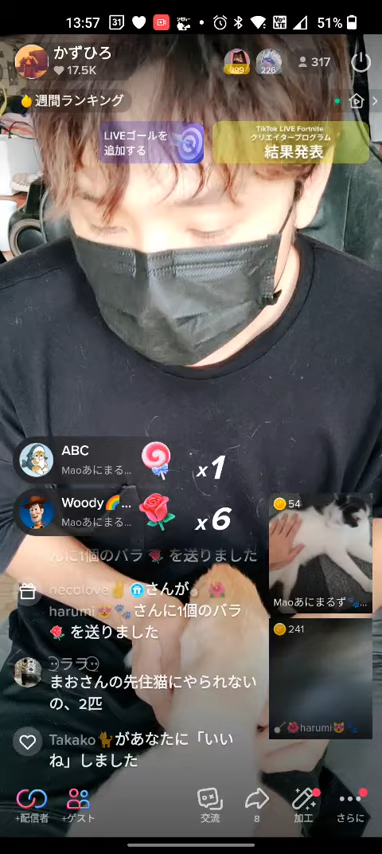 13:57
31
51%
かずひろ
17.5K
499
226
317
週間ランキング
LIVEゴールを
追加する
TikTok LIVE Fortnite
クリエイタープログラム
結果発表
ABC
Maoあにまる...
x1
Woody🌈...
Maoあにまる...
x6
んに1個のバラ🌹を送りました
54
necolove✌️さんが🌺
harumi😻🐾さんに1個のバラ
🌹を送りました
Maoあにまるず🐾...
241
ララ
まおさんの先住猫にやられない
の、2匹
harumi😻🐾
Takako🐈があなたに「いい
ね」しました
+配信者
+ゲスト
交流
8
加工
さらに